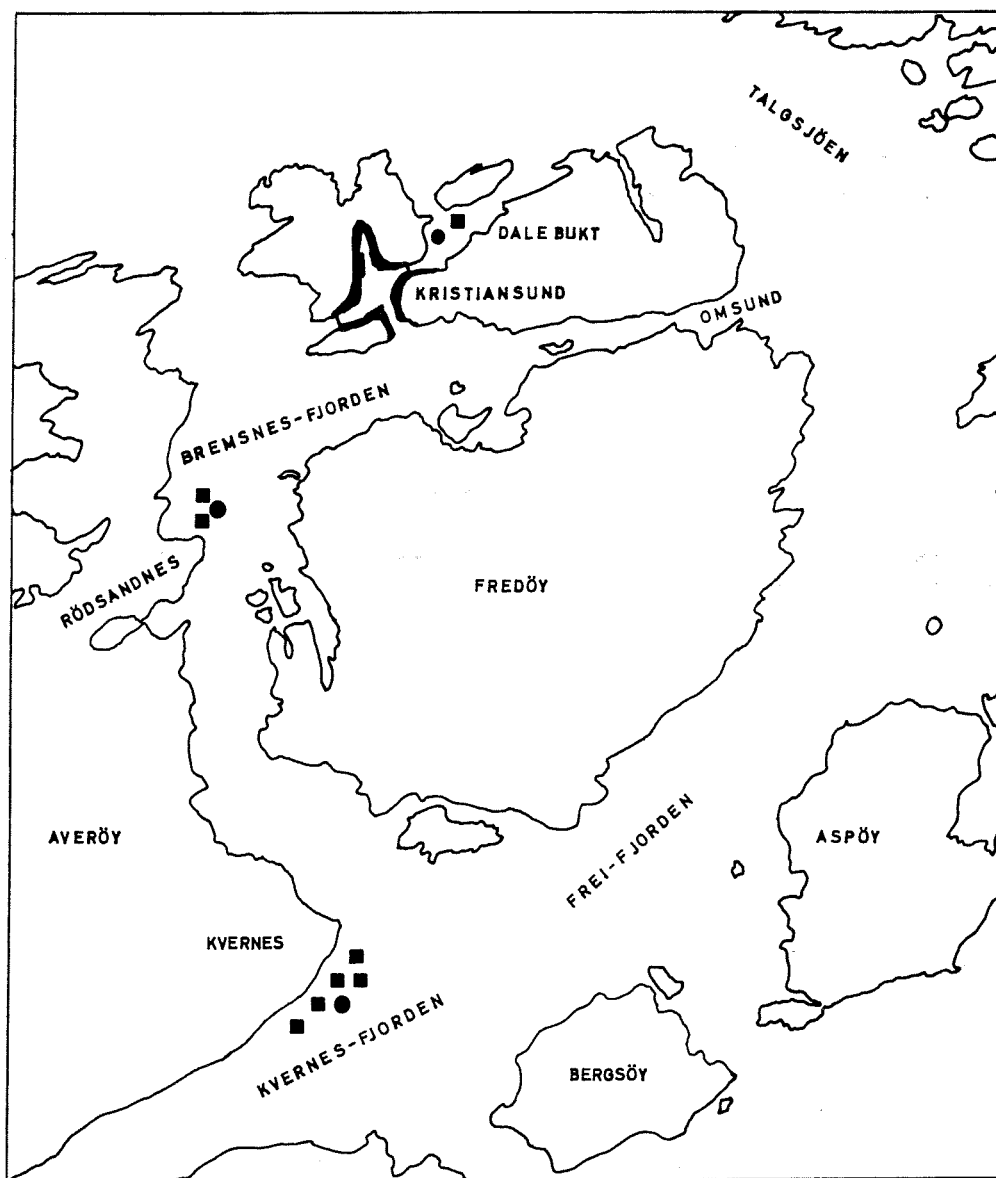 TALGSJÖEN
DALE BUKT
KRISTIANSUND
OMSUND
BREMSNES-FJORDEN
RÖDSANDNES
FREDÖY
AVERÖY
FREI-FJORDEN
ASPÖY
KVERNES
KVERNES-FJORDEN
BERGSÖY